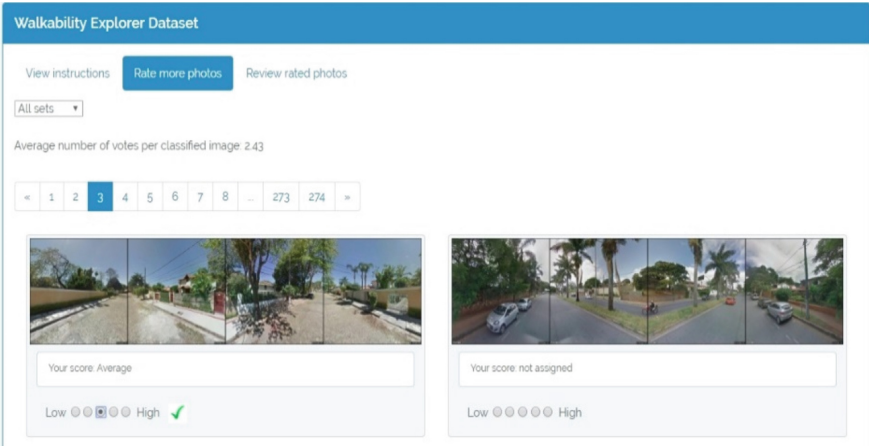 Walkability Explorer Dataset
View instructions Rate more photos Review rated photos
All sets
Average number of votes per classified image: 2.43
« 1 2 3 4 5 6 7 8 ... 273 274 »
Your score: Average
Your score: not assigned
Low High
Low High